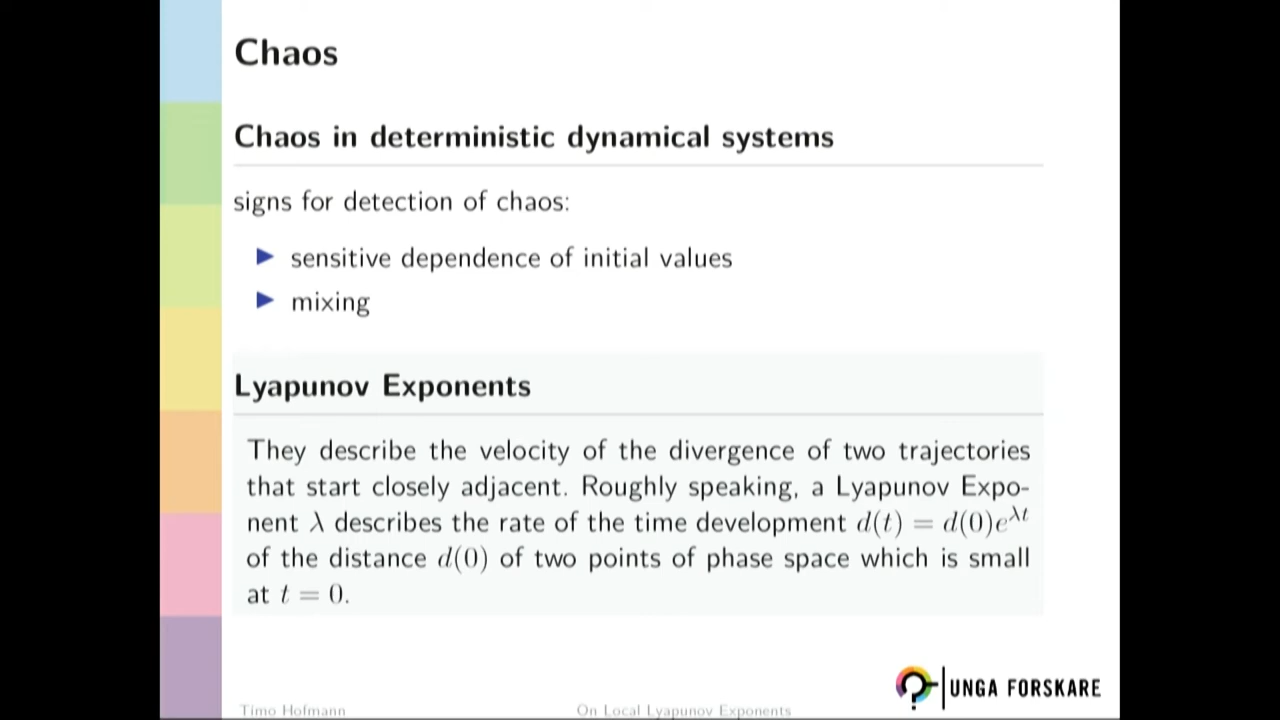 Chaos
Chaos in deterministic dynamical systems
signs for detection of chaos:
▶ sensitive dependence of initial values
▶ mixing
Lyapunov Exponents
They describe the velocity of the divergence of two trajectories
that start closely adjacent. Roughly speaking, a Lyapunov Expo-
nent λ describes the rate of the time development d(t) = d(0)e^{λt}
of the distance d(0) of two points of phase space which is small
at t = 0.
UNGA FORSKARE
Timo Hofmann
On Local Lyapunov Exponents